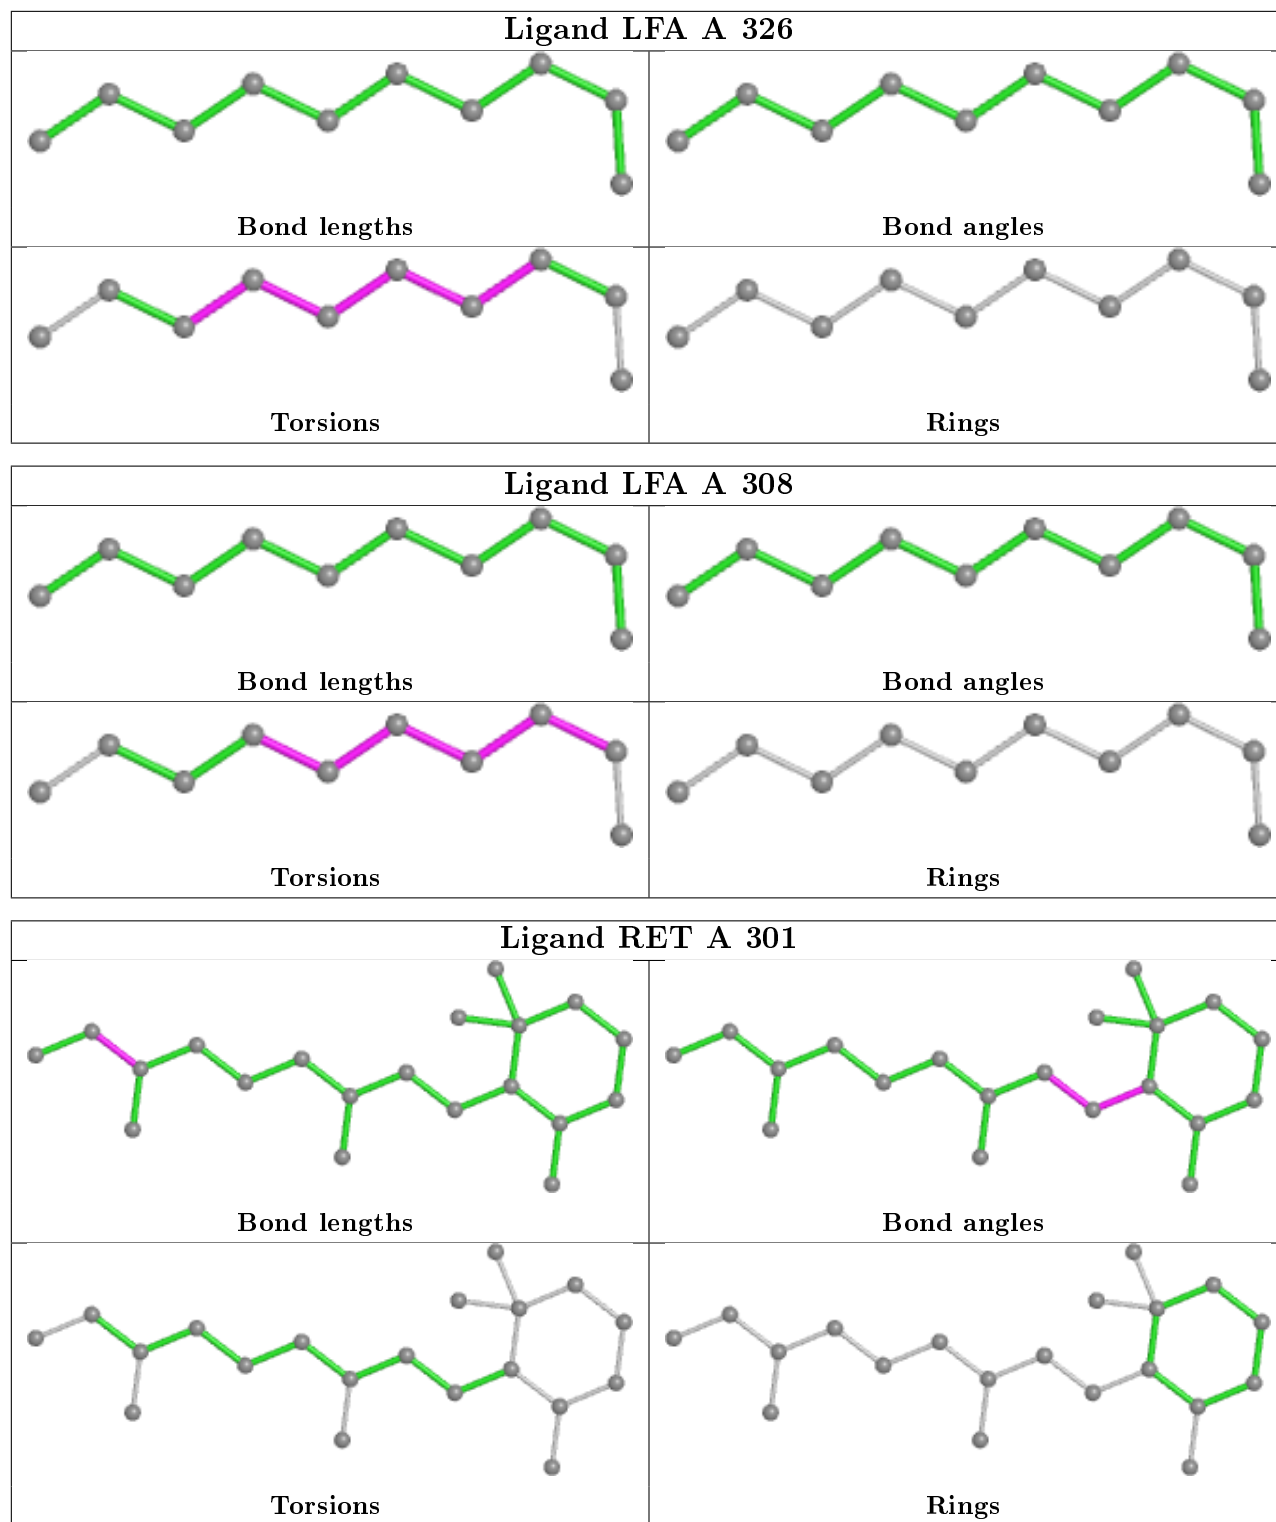 Ligand LFA A 326
Bond lengths
Bond angles
Torsions
Rings
Ligand LFA A 308
Bond lengths
Bond angles
Torsions
Rings
Ligand RET A 301
Bond lengths
Bond angles
Torsions
Rings